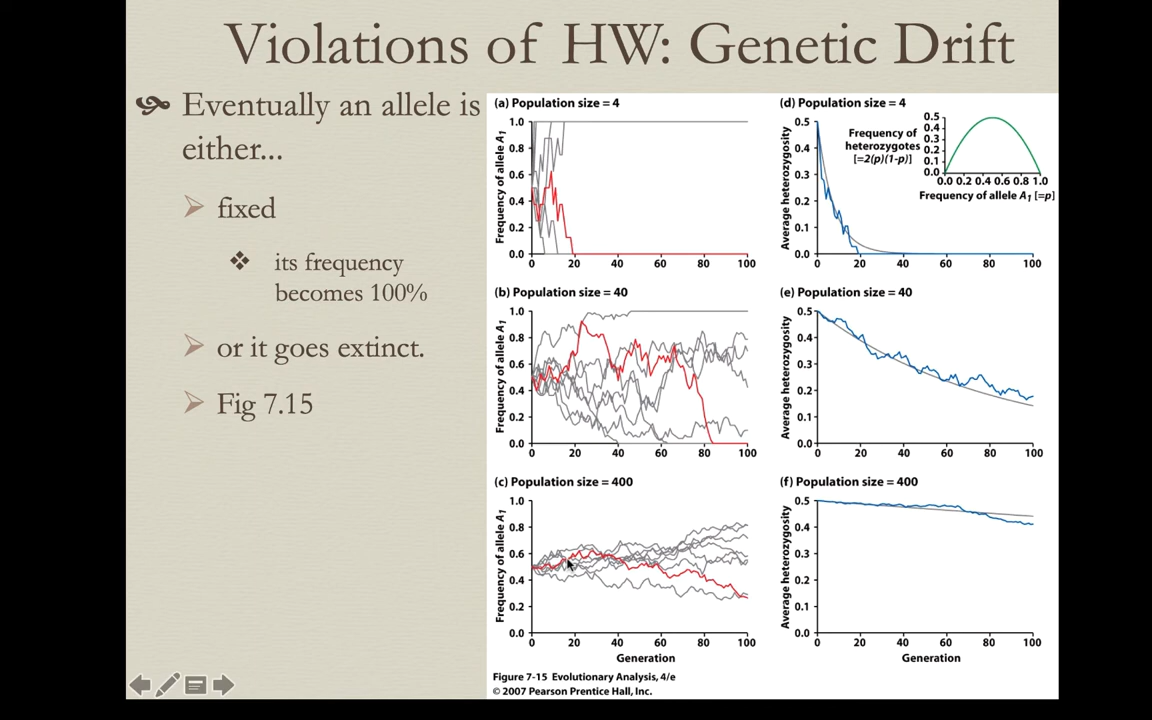 Violations of HW: Genetic Drift
Eventually an allele is
either...
fixed
its frequency
becomes 100%
or it goes extinct.
Fig 7.15
(a) Population size = 4
Frequency of allele A1
1.0
0.8
0.6
0.4
0.2
0.0
0 20 40 60 80 100
(d) Population size = 4
Average heterozygosity
0.5
0.4
0.3
0.2
0.1
0.0
0 20 40 60 80 100
Frequency of
heterozygotes
[=2(p)(1-p)]
0.5
0.4
0.3
0.2
0.1
0.0
0.0 0.2 0.4 0.6 0.8 1.0
Frequency of allele A1 [=p]
(b) Population size = 40
Frequency of allele A1
1.0
0.8
0.6
0.4
0.2
0.0
0 20 40 60 80 100
(e) Population size = 40
Average heterozygosity
0.5
0.4
0.3
0.2
0.1
0.0
0 20 40 60 80 100
(c) Population size = 400
Frequency of allele A1
1.0
0.8
0.6
0.4
0.2
0.0
0 20 40 60 80 100
Generation
(f) Population size = 400
Average heterozygosity
0.5
0.4
0.3
0.2
0.1
0.0
0 20 40 60 80 100
Generation
Figure 7-15 Evolutionary Analysis, 4/e
© 2007 Pearson Prentice Hall, Inc.